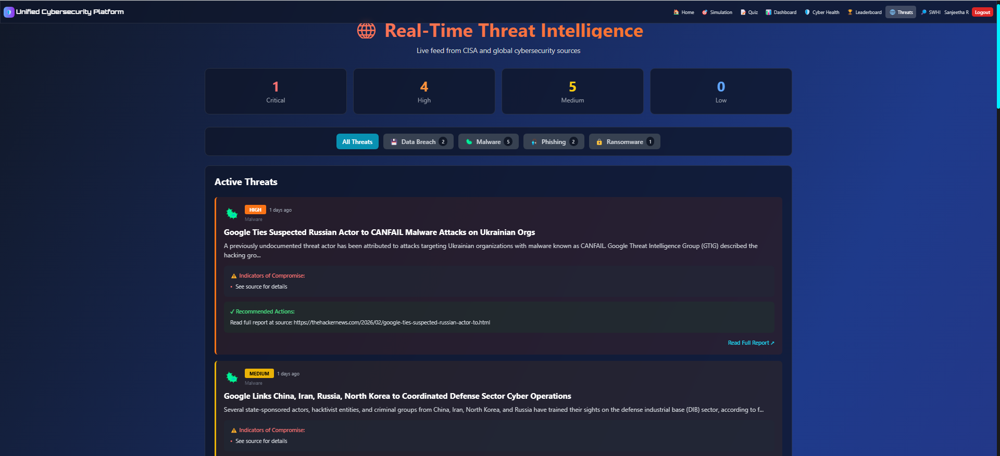 Unified Cybersecurity Platform
Home Simulation Quiz Dashboard Cyber Health Leaderboard Threats SWHI Sanjeetha R Logout
Real-Time Threat Intelligence
Live feed from CISA and global cybersecurity sources
1 4 5 0
Critical High Medium Low
All Threats Data Breach 2 Malware 5 Phishing 2 Ransomware 1
Active Threats
HIGH 1 days ago
Malware
Google Ties Suspected Russian Actor to CANFAIL Malware Attacks on Ukrainian Orgs
A previously undocumented threat actor has been attributed to attacks targeting Ukrainian organizations with malware known as CANFAIL. Google Threat Intelligence Group (GTIG) described the
hacking gro...
⚠ Indicators of Compromise:
• See source for details
✓ Recommended Actions:
Read full report at source: https://thehackernews.com/2026/02/google-ties-suspected-russian-actor-to.html
Read Full Report ↗
MEDIUM 1 days ago
Malware
Google Links China, Iran, Russia, North Korea to Coordinated Defense Sector Cyber Operations
Several state-sponsored actors, hacktivist entities, and criminal groups from China, Iran, North Korea, and Russia have trained their sights on the defense industrial base (DIB) sector, according to f...
⚠ Indicators of Compromise:
• See source for details